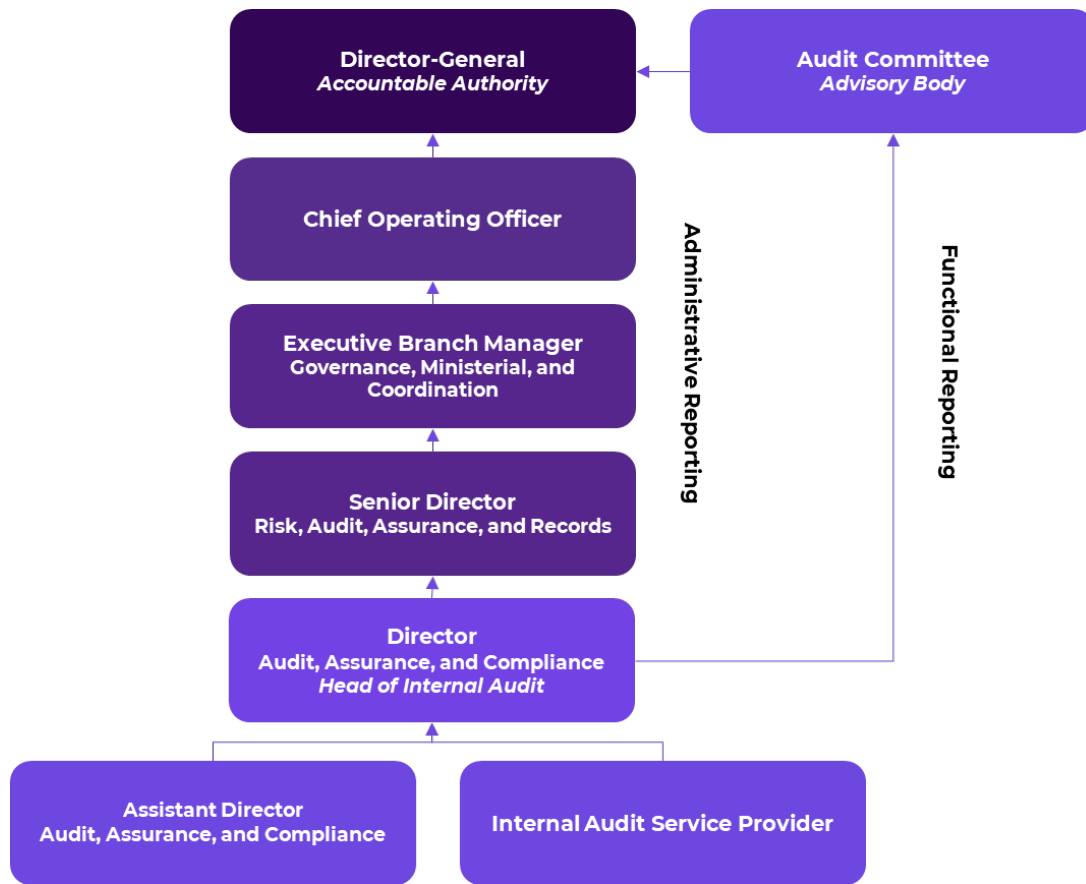 Director-General
Accountable Authority
Audit Committee
Advisory Body
Chief Operating Officer
Executive Branch Manager
Governance, Ministerial, and
Coordination
Administrative Reporting
Functional Reporting
Senior Director
Risk, Audit, Assurance, and Records
Director
Audit, Assurance, and Compliance
Head of Internal Audit
Assistant Director
Audit, Assurance, and Compliance
Internal Audit Service Provider